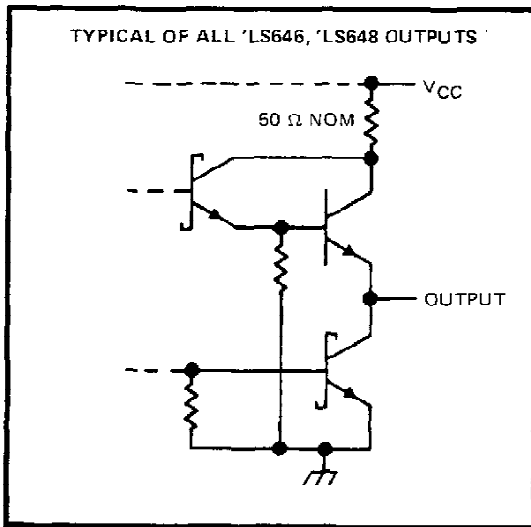 TYPICAL OF ALL 'LS646, 'LS648 OUTPUTS
VCC
50 Ω NOM
OUTPUT